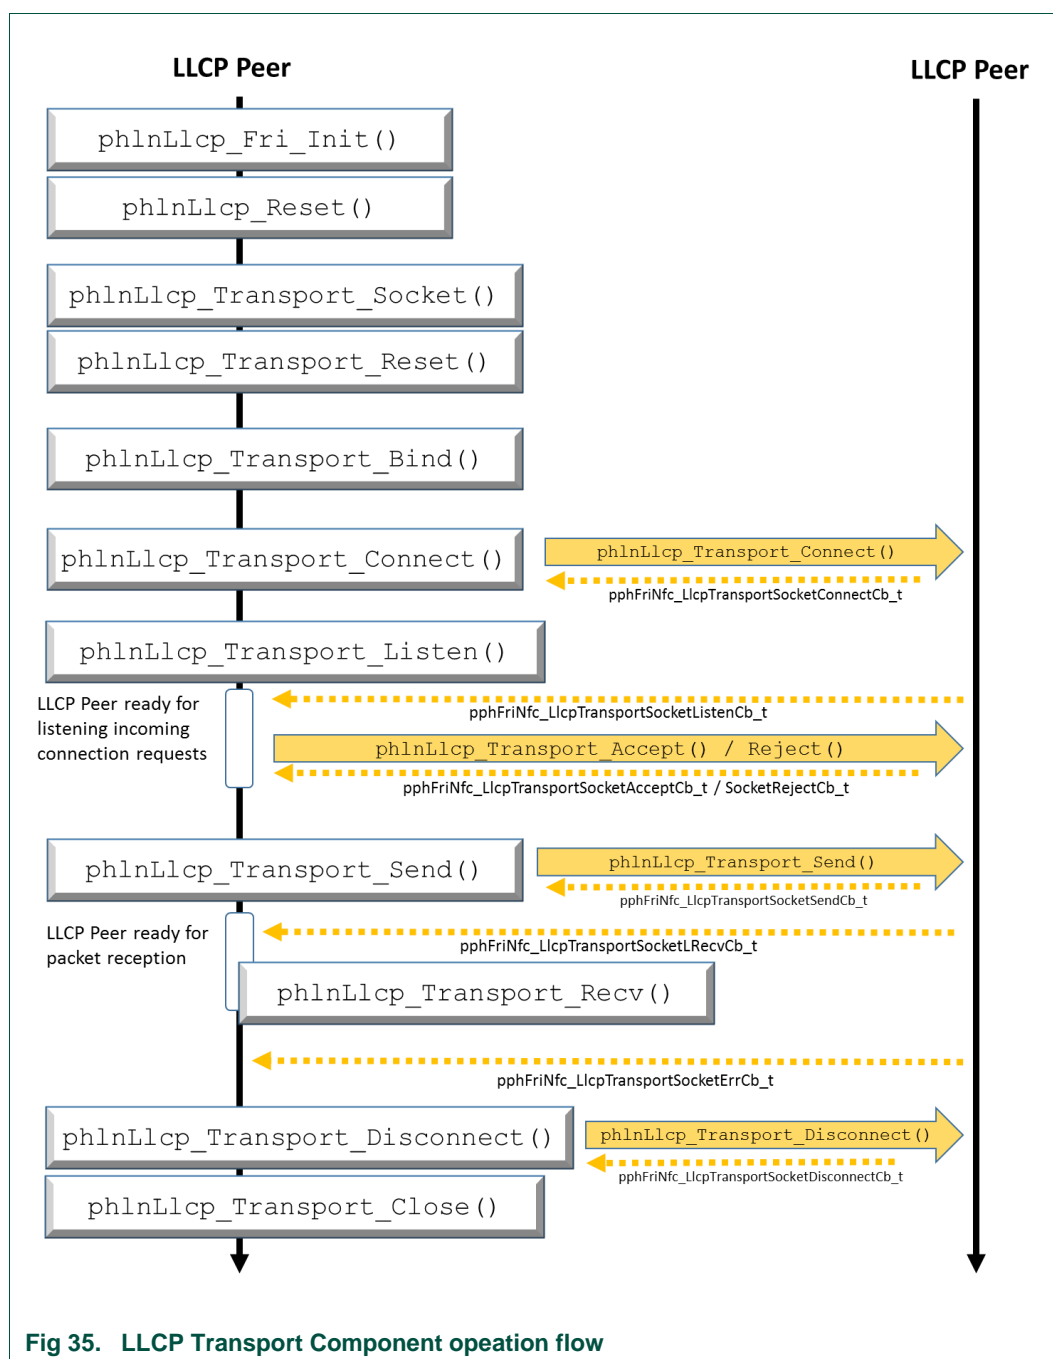 LLCP Peer
LLCP Peer
phlnLlcp_Fri_Init()
phlnLlcp_Reset()
phlnLlcp_Transport_Socket()
phlnLlcp_Transport_Reset()
phlnLlcp_Transport_Bind()
phlnLlcp_Transport_Connect()
phlnLlcp_Transport_Connect()
pphFriNfc_LlcpTransportSocketConnectCb_t
phlnLlcp_Transport_Listen()
LLCP Peer ready for
listening incoming
connection requests
pphFriNfc_LlcpTransportSocketListenCb_t
phlnLlcp_Transport_Accept() / Reject()
pphFriNfc_LlcpTransportSocketAcceptCb_t / SocketRejectCb_t
phlnLlcp_Transport_Send()
phlnLlcp_Transport_Send()
pphFriNfc_LlcpTransportSocketSendCb_t
LLCP Peer ready for
packet reception
pphFriNfc_LlcpTransportSocketLRecvCb_t
phlnLlcp_Transport_Recv()
pphFriNfc_LlcpTransportSocketErrCb_t
phlnLlcp_Transport_Disconnect()
phlnLlcp_Transport_Disconnect()
pphFriNfc_LlcpTransportSocketDisconnectCb_t
phlnLlcp_Transport_Close()
Fig 35. LLCP Transport Component opeation flow